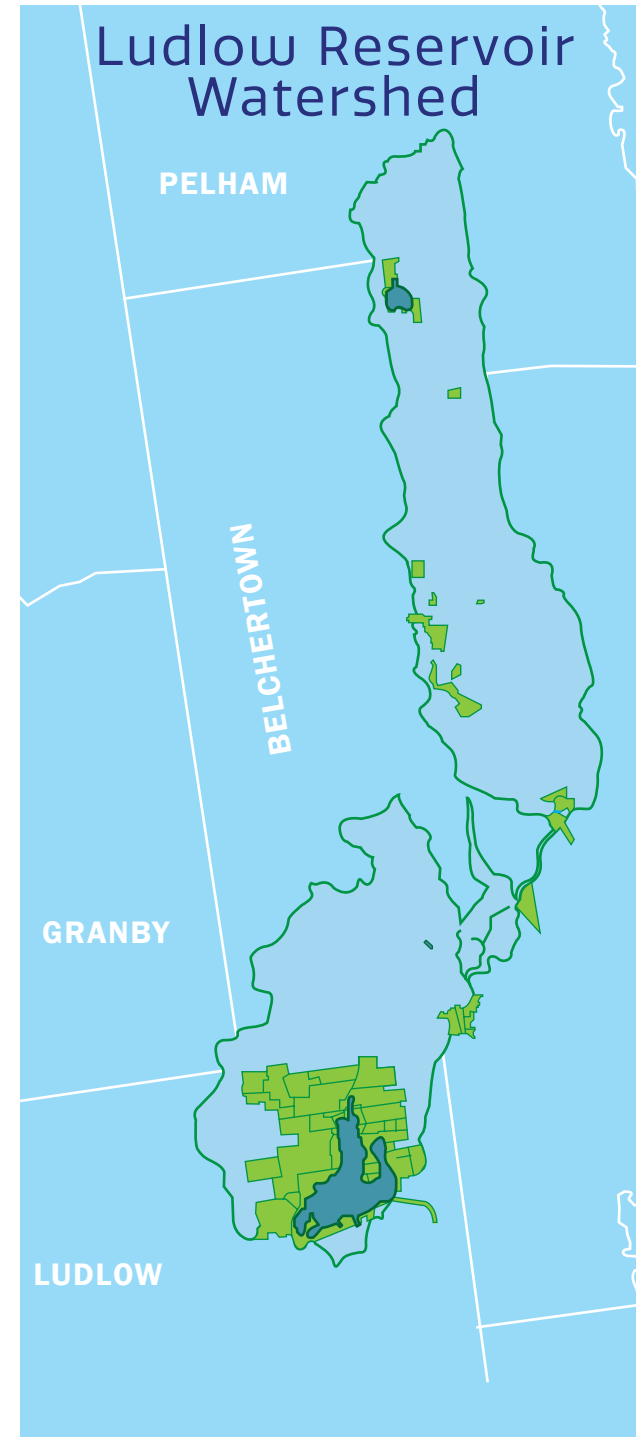 Ludlow Reservoir
Watershed
PELHAM
BELCHERTOWN
GRANBY
LUDLOW